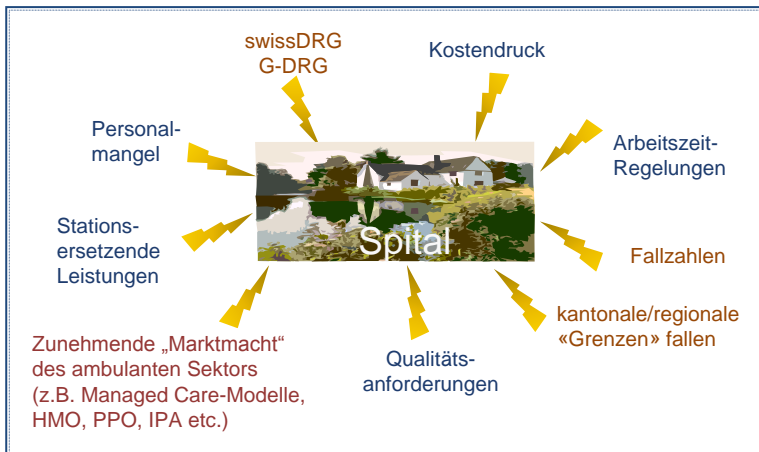 swissDRG
G-DRG
Kostendruck
Personal-
mangel
Arbeitszeit-
Regelungen
Stations-
ersetzende
Leistungen
Spital
Fallzahlen
kantonale/regionale
«Grenzen» fallen
Zunehmende „Marktmacht“
des ambulanten Sektors
(z.B. Managed Care-Modelle,
HMO, PPO, IPA etc.)
Qualitäts-
anforderungen